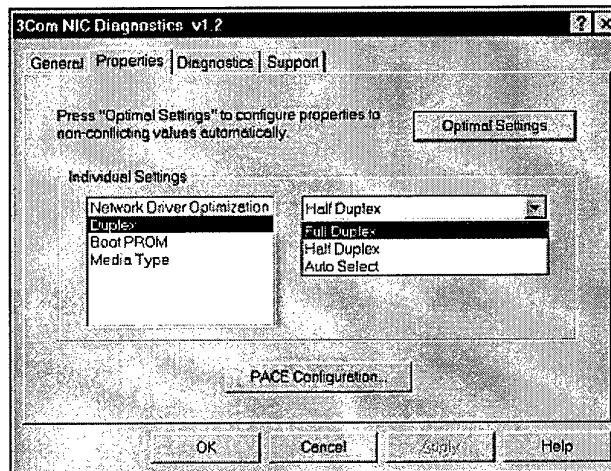 3Com NIC Diagnostics v1.2
General Properties Diagnostics Support
Press "Optimal Settings" to configure properties to
non-conflicting values automatically.
Optimal Settings
Individual Settings
Network Driver Optimization
Duplex
Boot PROM
Media Type
Half Duplex
Full Duplex
Half Duplex
Auto Select
PACE Configuration...
OK Cancel Apply Help